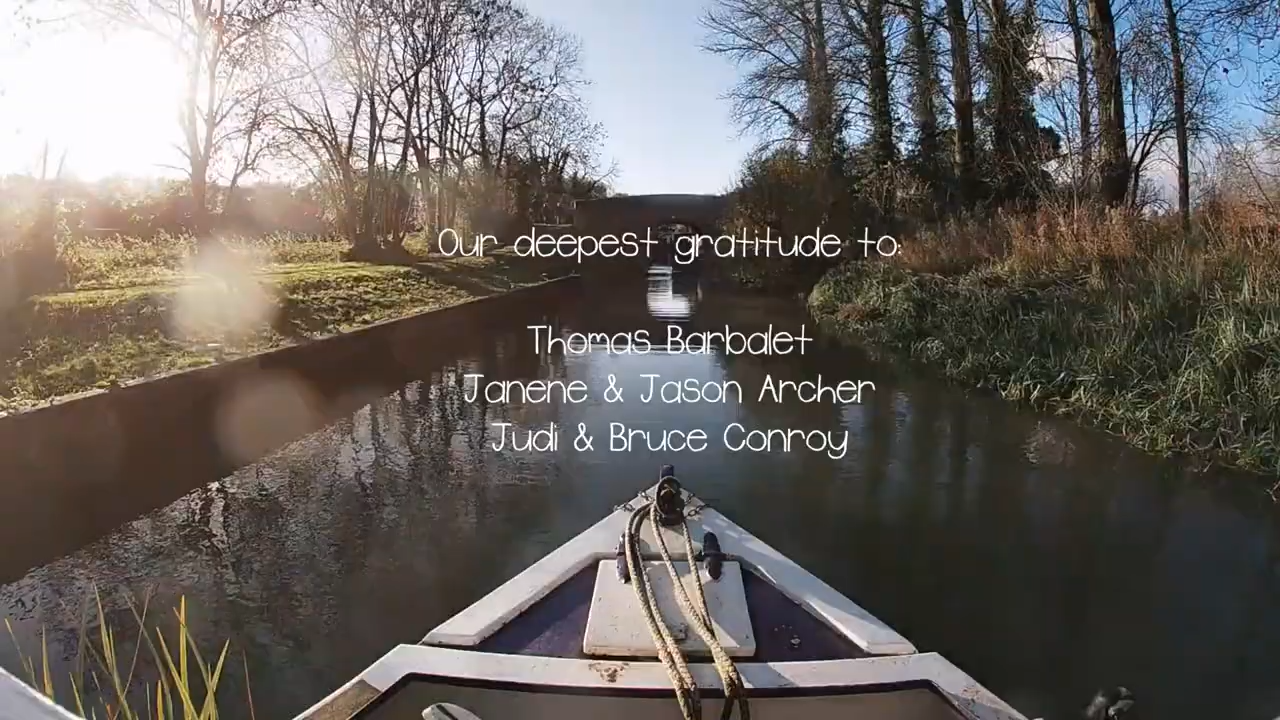 Our deepest gratitude to:
Thomas Barbalet
Janene & Jason Archer
Judi & Bruce Conroy